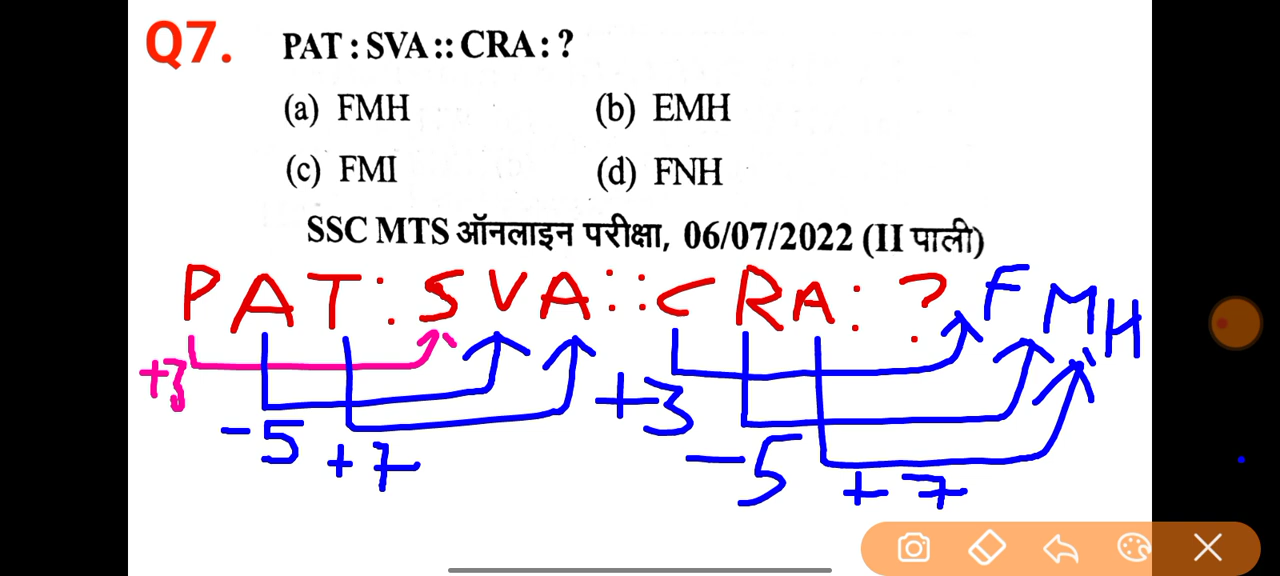 Q7. PAT : SVA :: CRA : ?
(a) FMH (b) EMH
(c) FMI (d) FNH
SSC MTS ऑनलाइन परीक्षा, 06/07/2022 (II पाली)
PAT : SVA :: CRA : ? FMH
+3 -5 +7 +3 -5 +7